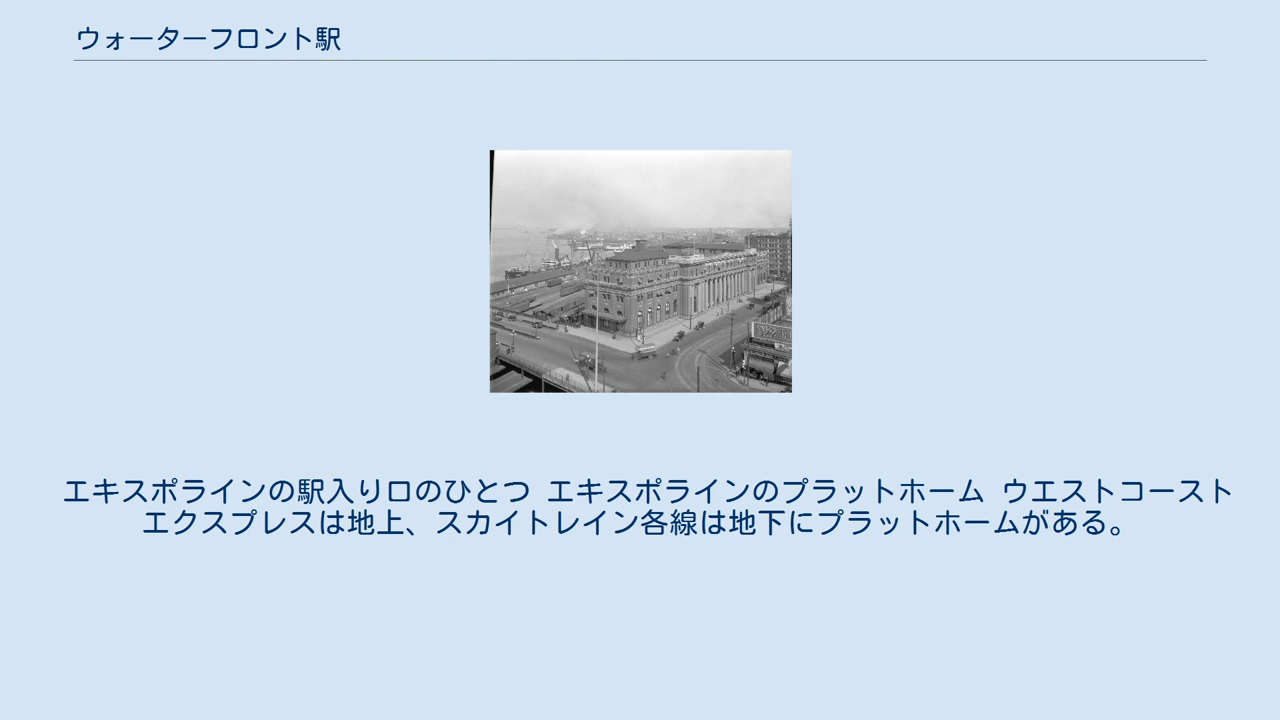 ウォーターフロント駅
エキスポラインの駅入り口のひとつ エキスポラインのプラットホーム ウエストコースト
エクスプレスは地上、スカイトレイン各線は地下にプラットホームがある。